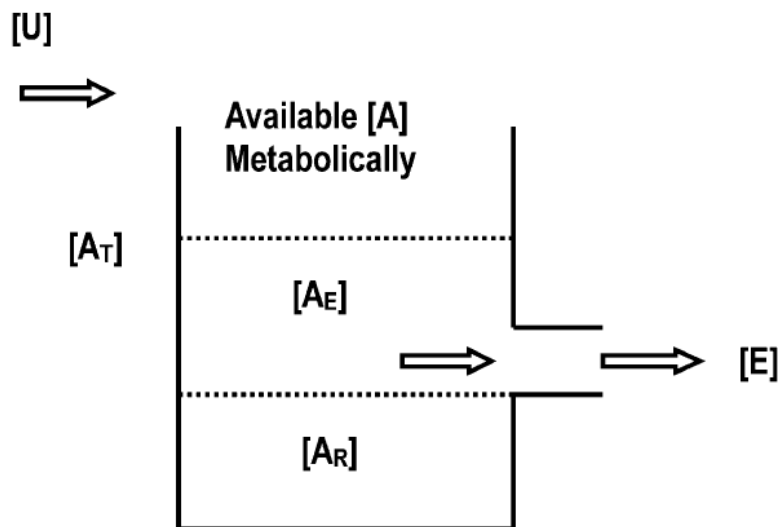 [U]
Available [A]
Metabolically
[AT]
[AE]
[E]
[AR]